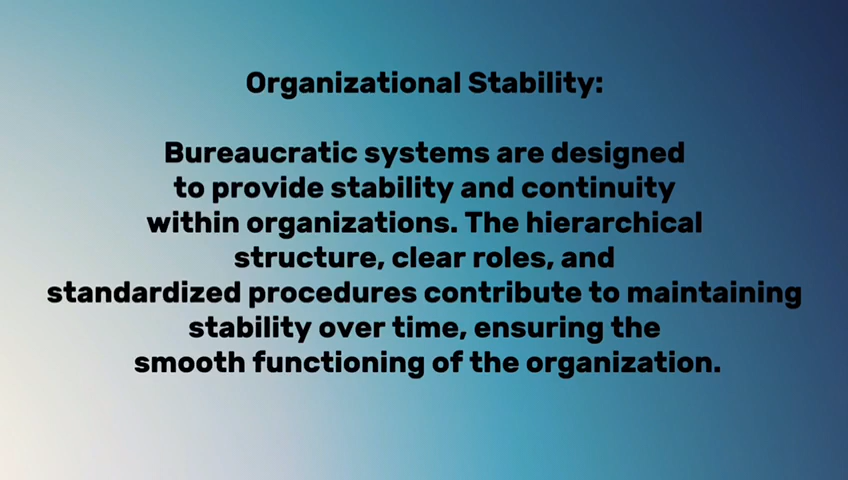 Organizational Stability:
Bureaucratic systems are designed
to provide stability and continuity
within organizations. The hierarchical
structure, clear roles, and
standardized procedures contribute to maintaining
stability over time, ensuring the
smooth functioning of the organization.